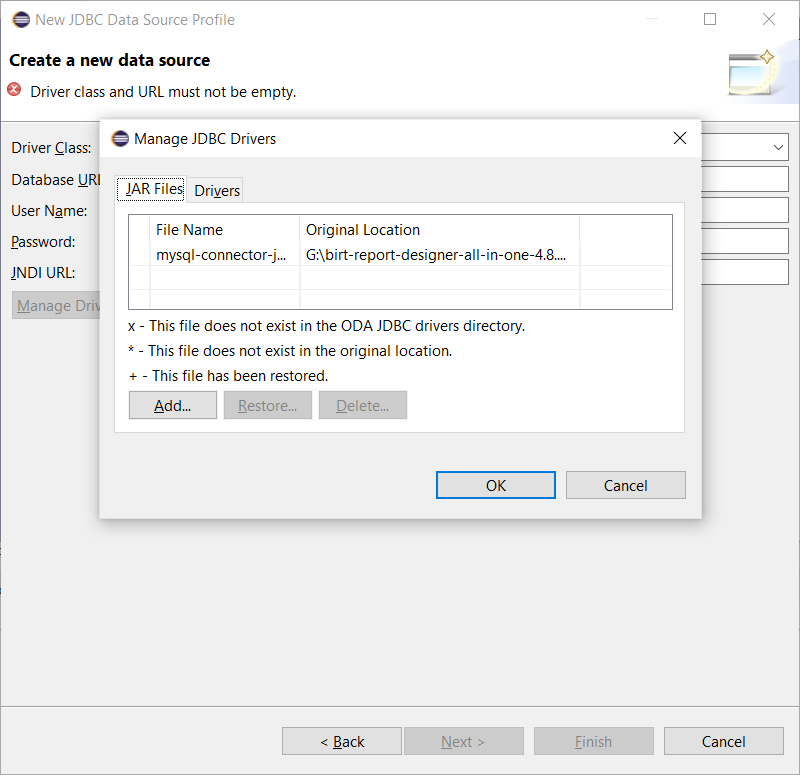 New JDBC Data Source Profile
Create a new data source
Driver class and URL must not be empty.
Driver Class:
Database URL
User Name:
Password:
JNDI URL:
Manage Driv
Manage JDBC Drivers
JAR Files
Drivers
File Name Original Location
mysql-connector-j... G:\birt-report-designer-all-in-one-4.8....
x - This file does not exist in the ODA JDBC drivers directory.
* - This file does not exist in the original location.
+ - This file has been restored.
Add... Restore... Delete...
OK Cancel
< Back Next > Finish Cancel